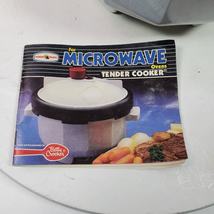 For
MICROWAVE
Ovens
TENDER COOKER®
Betty
Crocker